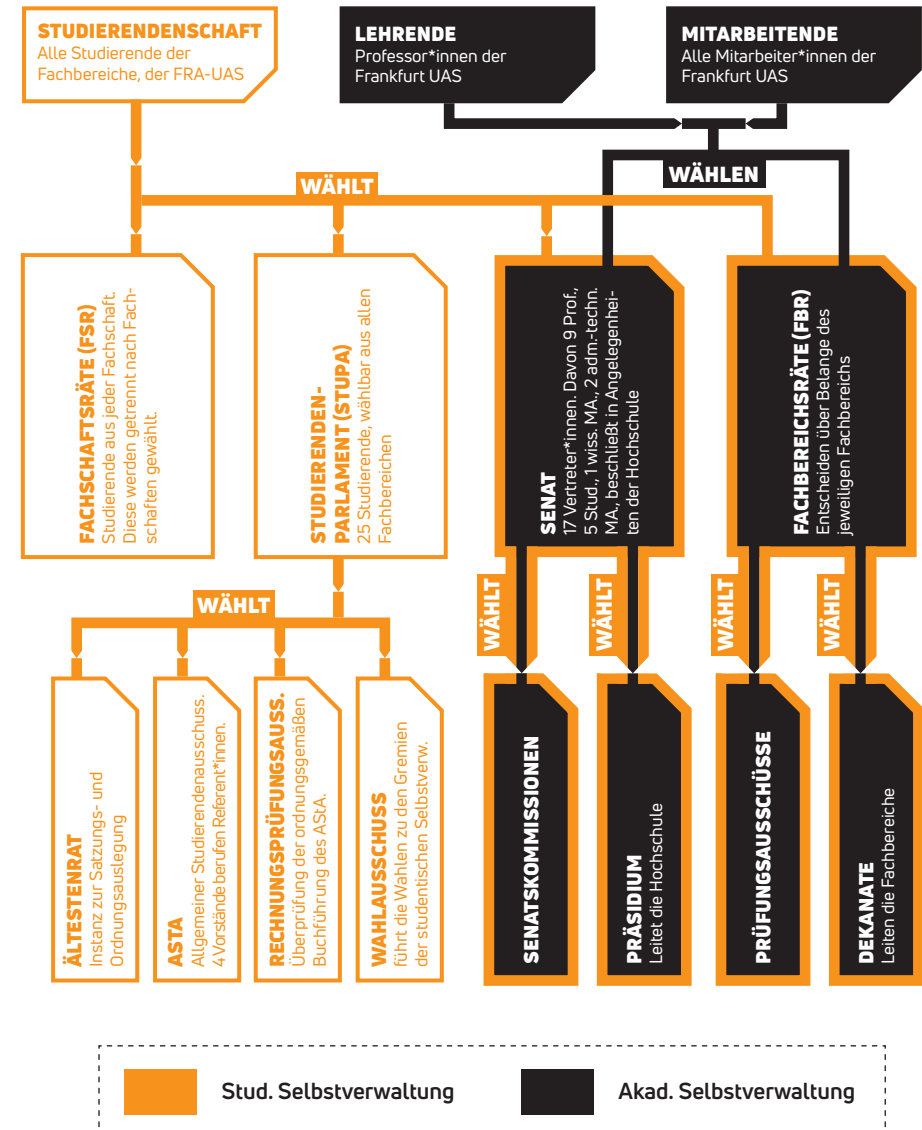 STUDIERENDENSCHAFT
Alle Studierende der
Fachbereiche, der FRA-UAS
LEHRENDE
Professor*innen der
Frankfurt UAS
MITARBEITENDE
Alle Mitarbeiter*innen der
Frankfurt UAS
WÄHLEN
WÄHLT
FACHSCHAFTSRÄTE (FSR)
Studierende aus jeder Fachschaft.
Diese werden getrennt nach Fach-
schaften gewählt.
STUDIERENDEN-
PARLAMENT (STUPA)
25 Studierende, wählbar aus allen
Fachbereichen
SENAT
17 Vertreter*innen. Davon 9 Prof.,
5 Stud., 1 wiss. MA., 2 adm.-techn.
MA., beschließt in Angelegenhei-
ten der Hochschule
FACHBEREICHSRÄTE (FBR)
Entscheiden über Belange des
jeweiligen Fachbereichs
WÄHLT
WÄHLT
WÄHLT
WÄHLT
WÄHLT
ÄLTESTENRAT
Instanz zur Satzungs- und
Ordnungsauslegung
ASTA
Allgemeiner Studierendenausschuss.
4 Vorstände berufen Referent*innen.
RECHNUNGSPRÜFUNGSAUSS.
Überprüfung der ordnungsgemäßen
Buchführung des AStA.
WAHLAUSSCHUSS
führt die Wahlen zu den Gremien
der studentischen Selbstverw.
SENATSKOMMISSIONEN
PRÄSIDIUM
Leitet die Hochschule
PRÜFUNGSAUSSCHÜSSE
DEKANATE
Leiten die Fachbereiche
Stud. Selbstverwaltung
Akad. Selbstverwaltung